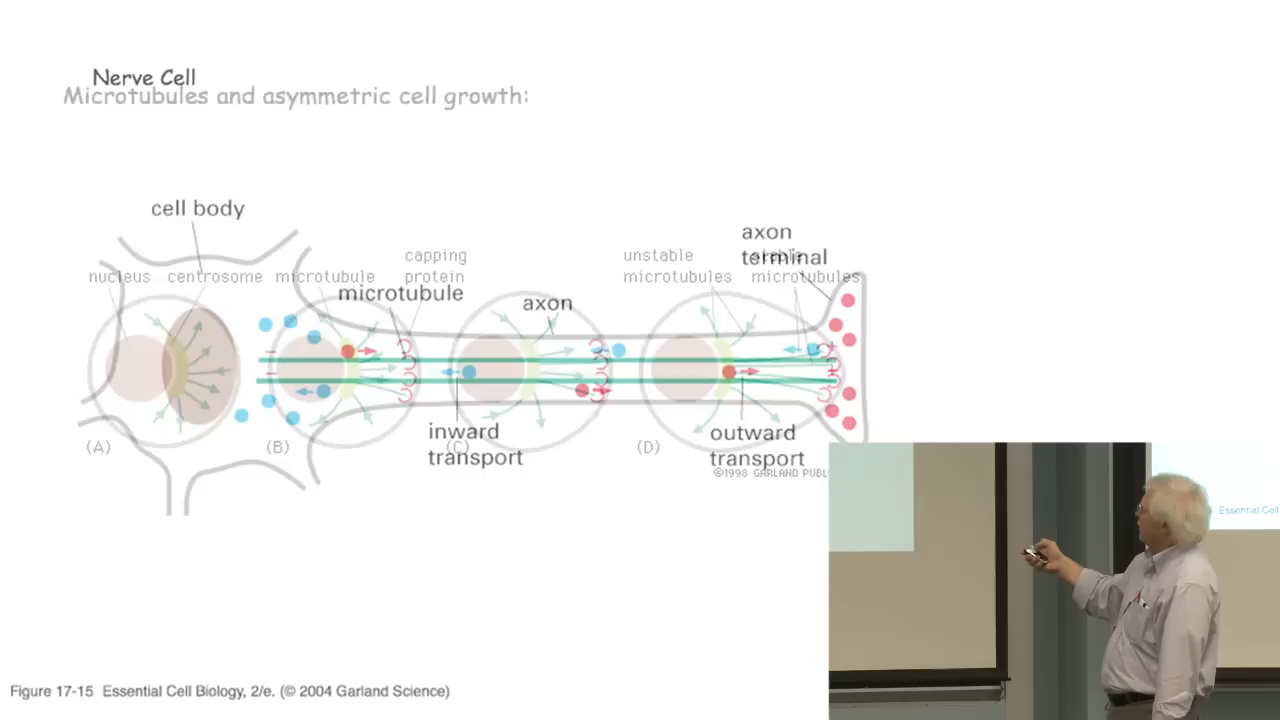 Nerve Cell
Microtubules and asymmetric cell growth:
cell body
axon
terminal
capping
protein
unstable
microtubules
stable
microtubules
nucleus
centrosome
microtubule
microtubule
axon
inward
transport
outward
transport
(A)
(B)
(C)
(D)
©1998 GARLAND PUBL
Figure 17-15 Essential Cell Biology, 2/e. (© 2004 Garland Science)
Essential Cell